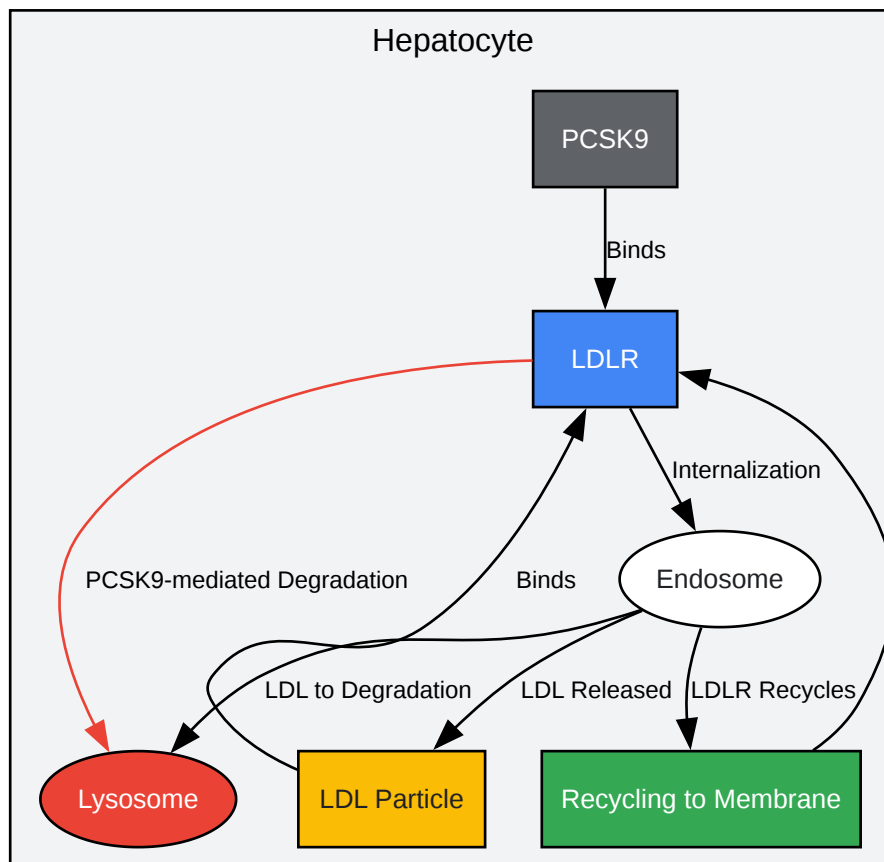 Hepatocyte
PCSK9
Binds
LDLR
Internalization
PCSK9-mediated Degradation
Binds
Endosome
LDL to Degradation
LDL Released
LDLR Recycles
Lysosome
LDL Particle
Recycling to Membrane